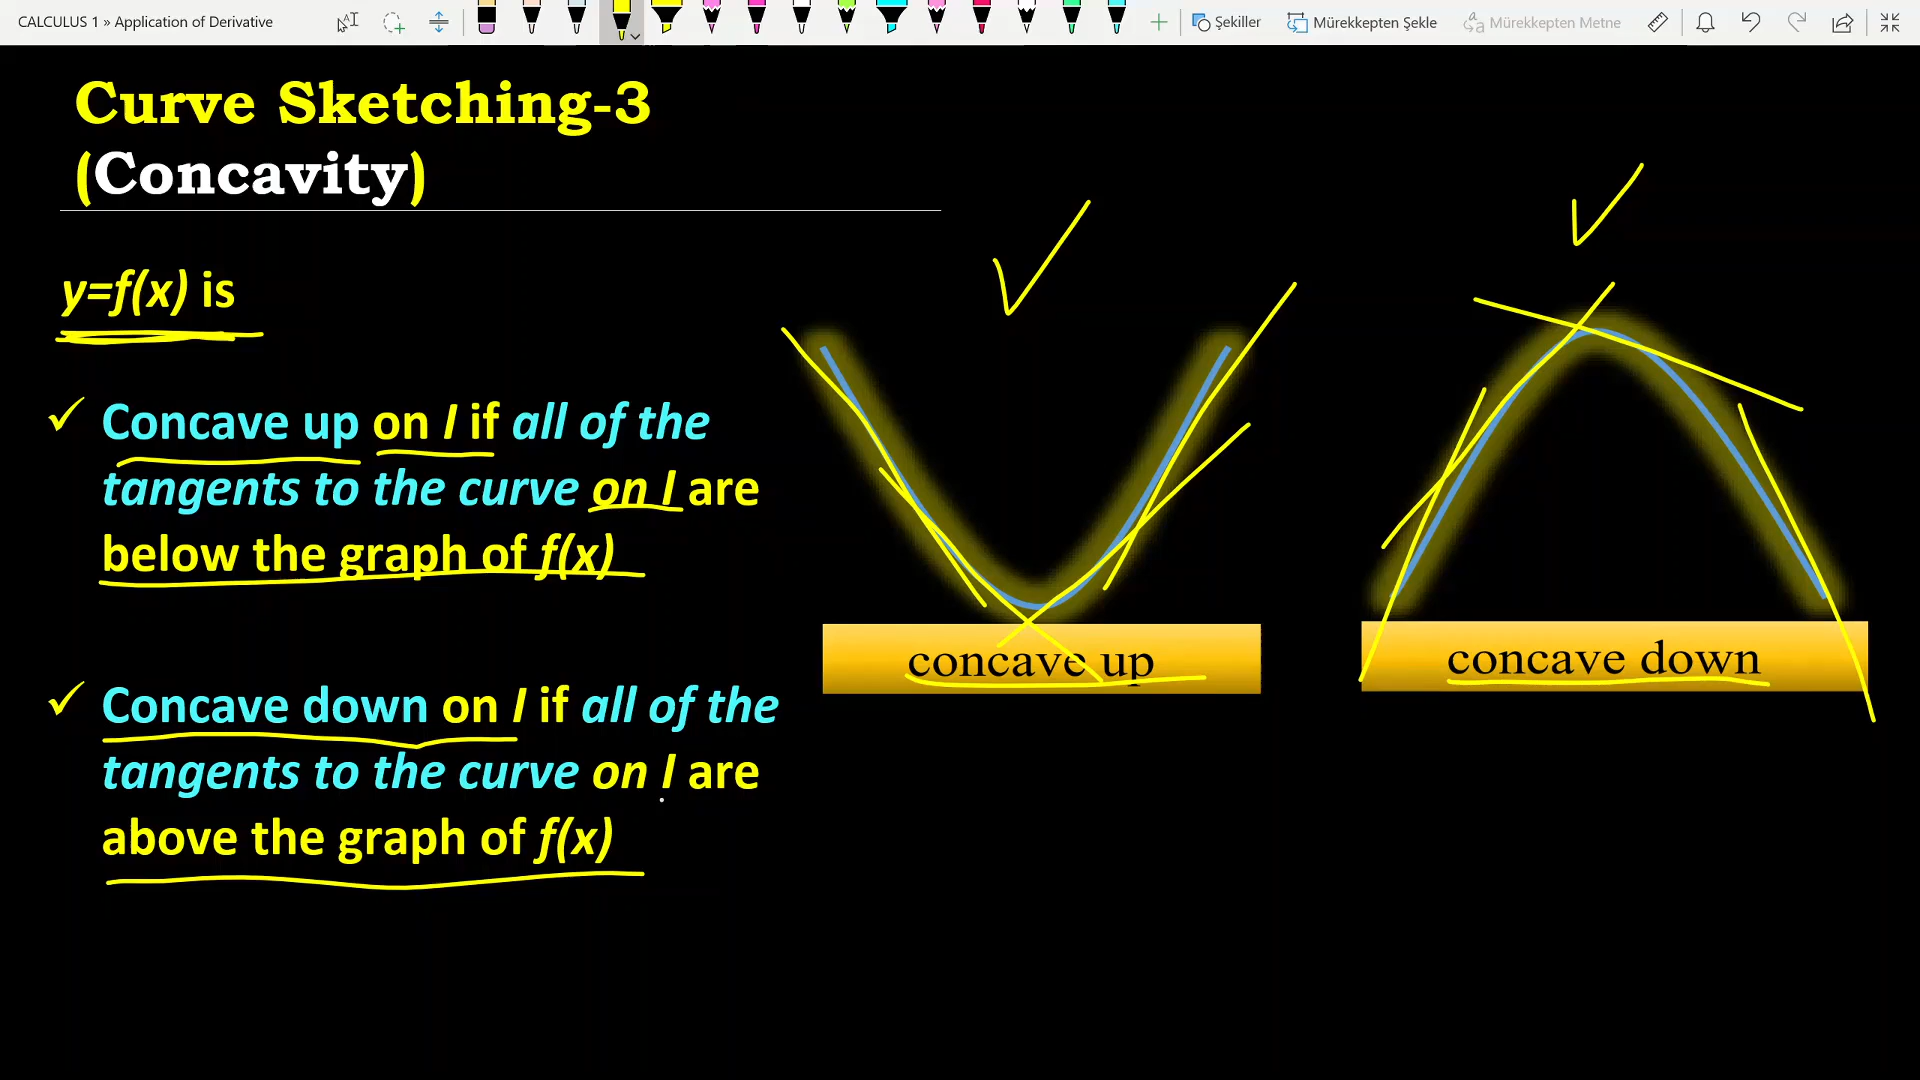 CALCULUS 1 » Application of Derivative
Şekiller
Mürekkepten Şekle
Mürekkepten Metne
Curve Sketching-3
(Concavity)
y=f(x) is
✓ Concave up on I if all of the
tangents to the curve on I are
below the graph of f(x)
✓ Concave down on I if all of the
tangents to the curve on I are
above the graph of f(x)
concave up
concave down